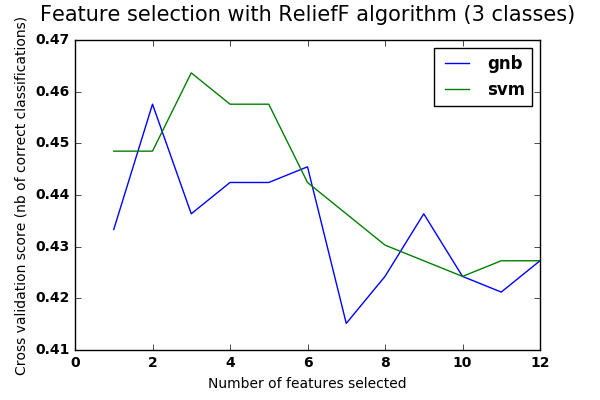 Feature selection with ReliefF algorithm (3 classes)
Cross validation score (nb of correct classifications)
0.47
0.46
0.45
0.44
0.43
0.42
0.41
gnb
svm
0 2 4 6 8 10 12
Number of features selected